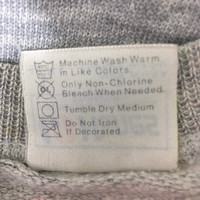 Machine Wash Warm
in Like Colors.
Only Non-Chlorine
Bleach When Needed
Tumble Dry Medium
Do Not Iron
If Decorated